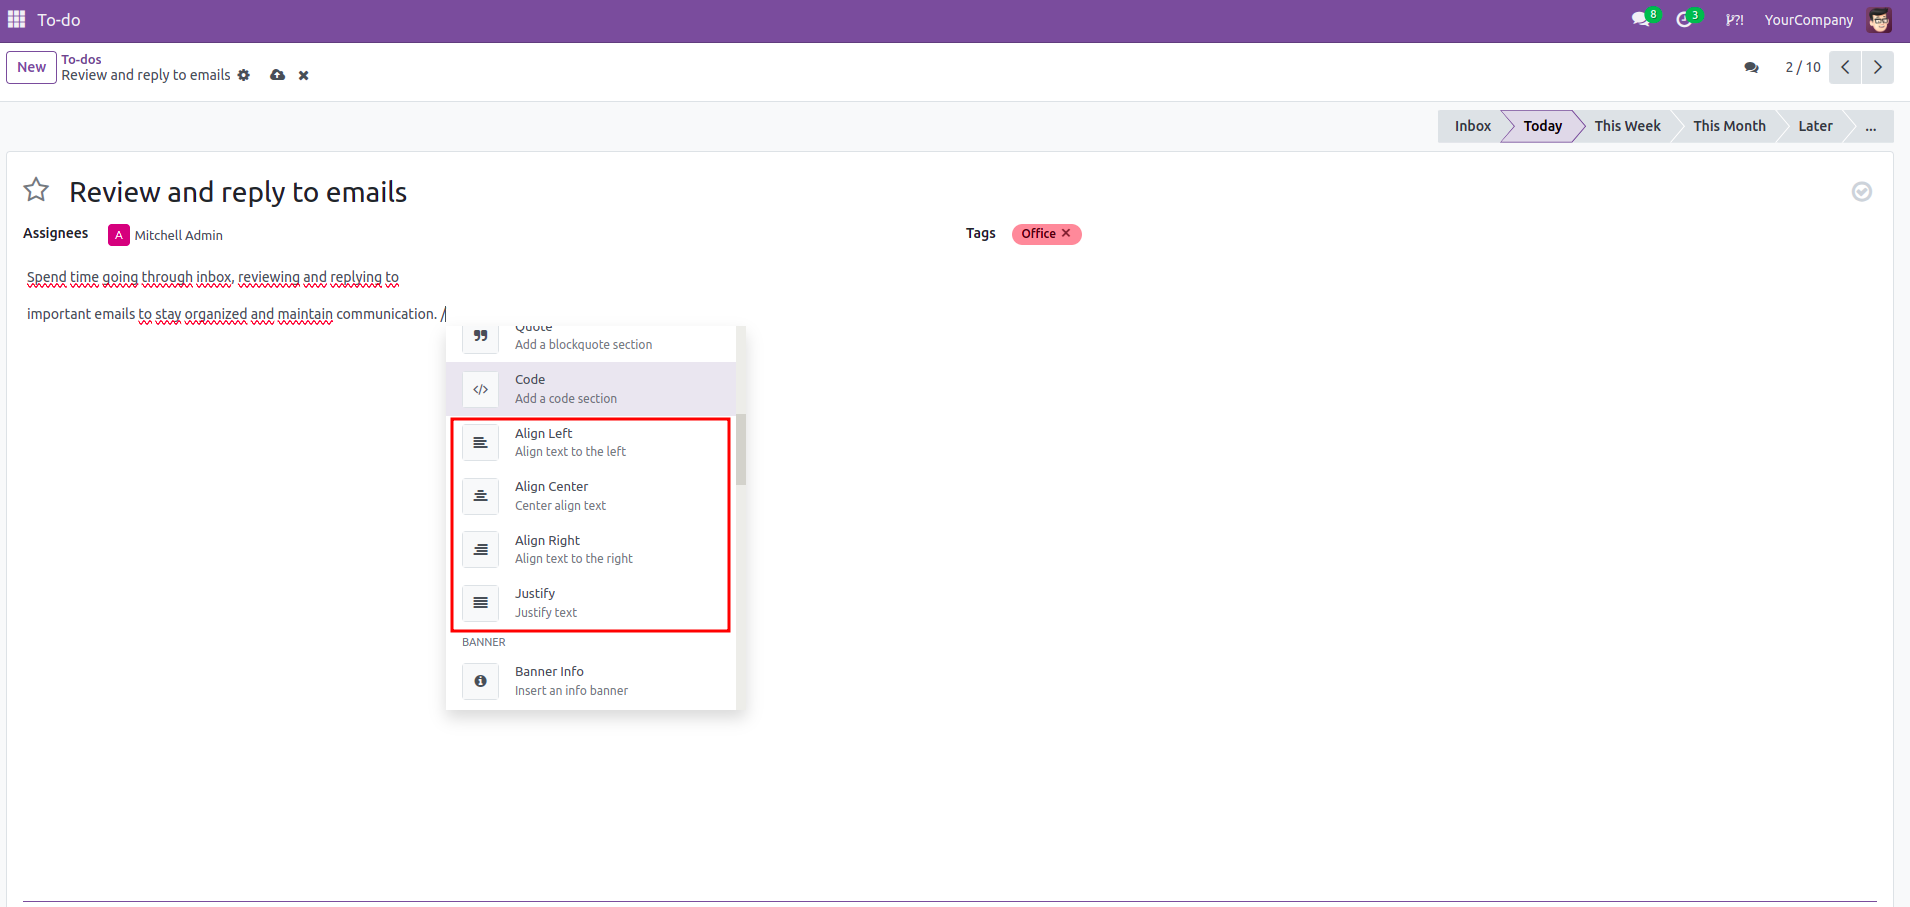 To-do
8
3
?!
YourCompany
New
To-dos
Review and reply to emails
2 / 10
Inbox
Today
This Week
This Month
Later
...
Review and reply to emails
Assignees
A
Mitchell Admin
Tags
Office ✕
Spend time going through inbox, reviewing and replying to
important emails to stay organized and maintain communication. /
Quote
Add a blockquote section
</>
Code
Add a code section
Align Left
Align text to the left
Align Center
Center align text
Align Right
Align text to the right
Justify
Justify text
BANNER
Banner Info
Insert an info banner